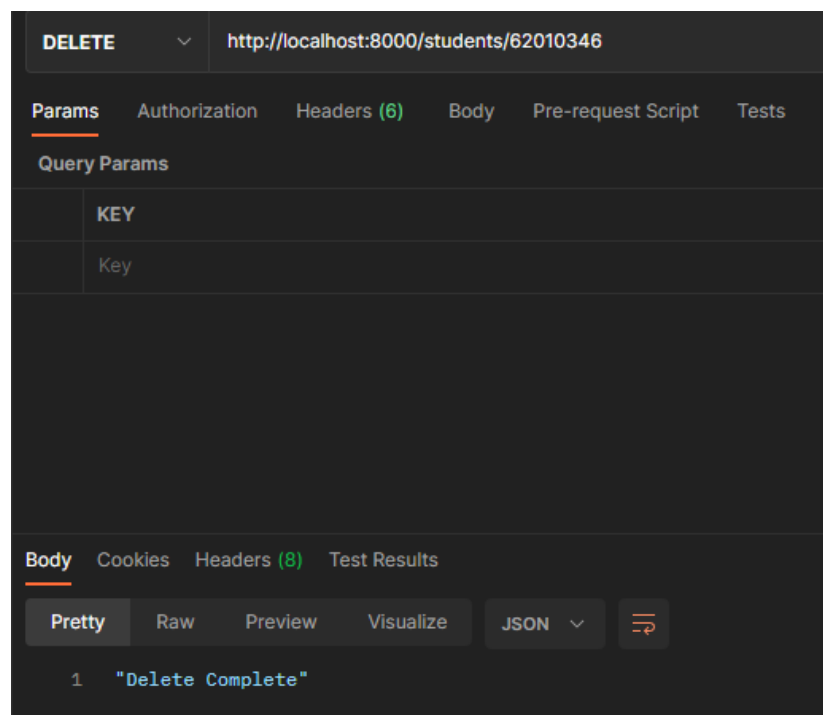 DELETE http://localhost:8000/students/62010346
Params Authorization Headers (6) Body Pre-request Script Tests
Query Params
KEY
Key
Body Cookies Headers (8) Test Results
Pretty Raw Preview Visualize JSON
1 "Delete Complete"